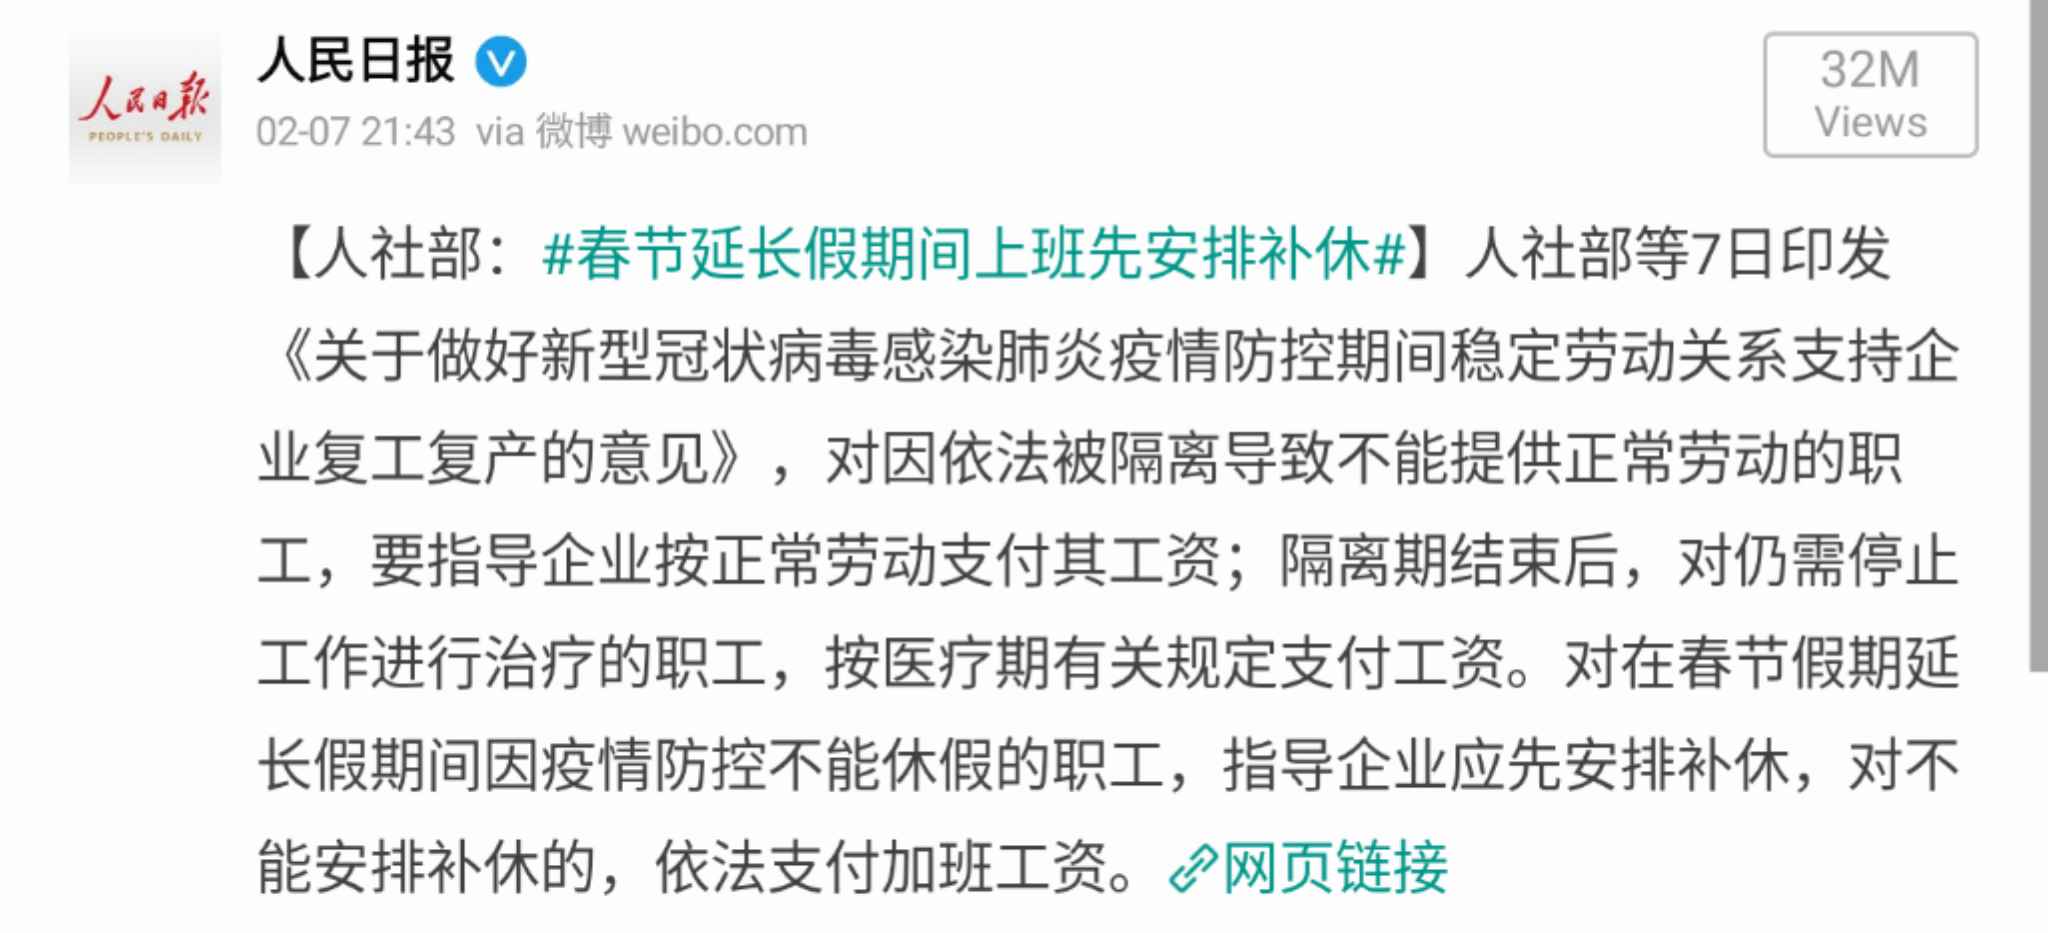 人民日报
人民日报
PEOPLE'S DAILY
02-07 21:43 via 微博 weibo.com
32M
Views
【人社部：#春节延长假期间上班先安排补休#】人社部等7日印发
《关于做好新型冠状病毒感染肺炎疫情防控期间稳定劳动关系支持企
业复工复产的意见》，对因依法被隔离导致不能提供正常劳动的职
工，要指导企业按正常劳动支付其工资；隔离期结束后，对仍需停止
工作进行治疗的职工，按医疗期有关规定支付工资。对在春节假期延
长假期间因疫情防控不能休假的职工，指导企业应先安排补休，对不
能安排补休的，依法支付加班工资。网页链接